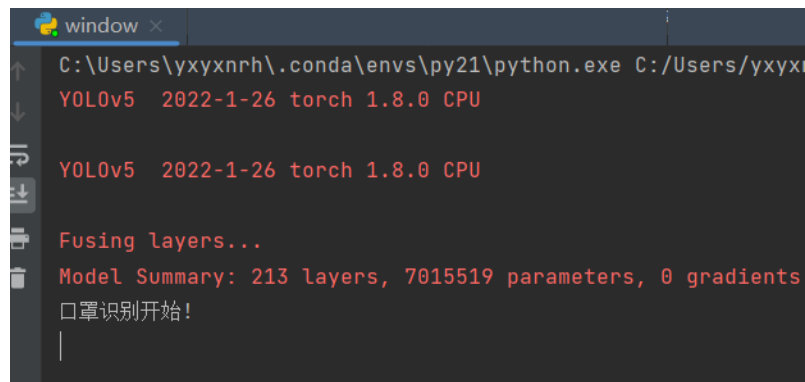 window
C:\Users\yxyxnrh\.conda\envs\py21\python.exe C:/Users/yxyx
YOLOv5  2022-1-26 torch 1.8.0 CPU
YOLOv5  2022-1-26 torch 1.8.0 CPU
Fusing layers...
Model Summary: 213 layers, 7015519 parameters, 0 gradients
口罩识别开始!